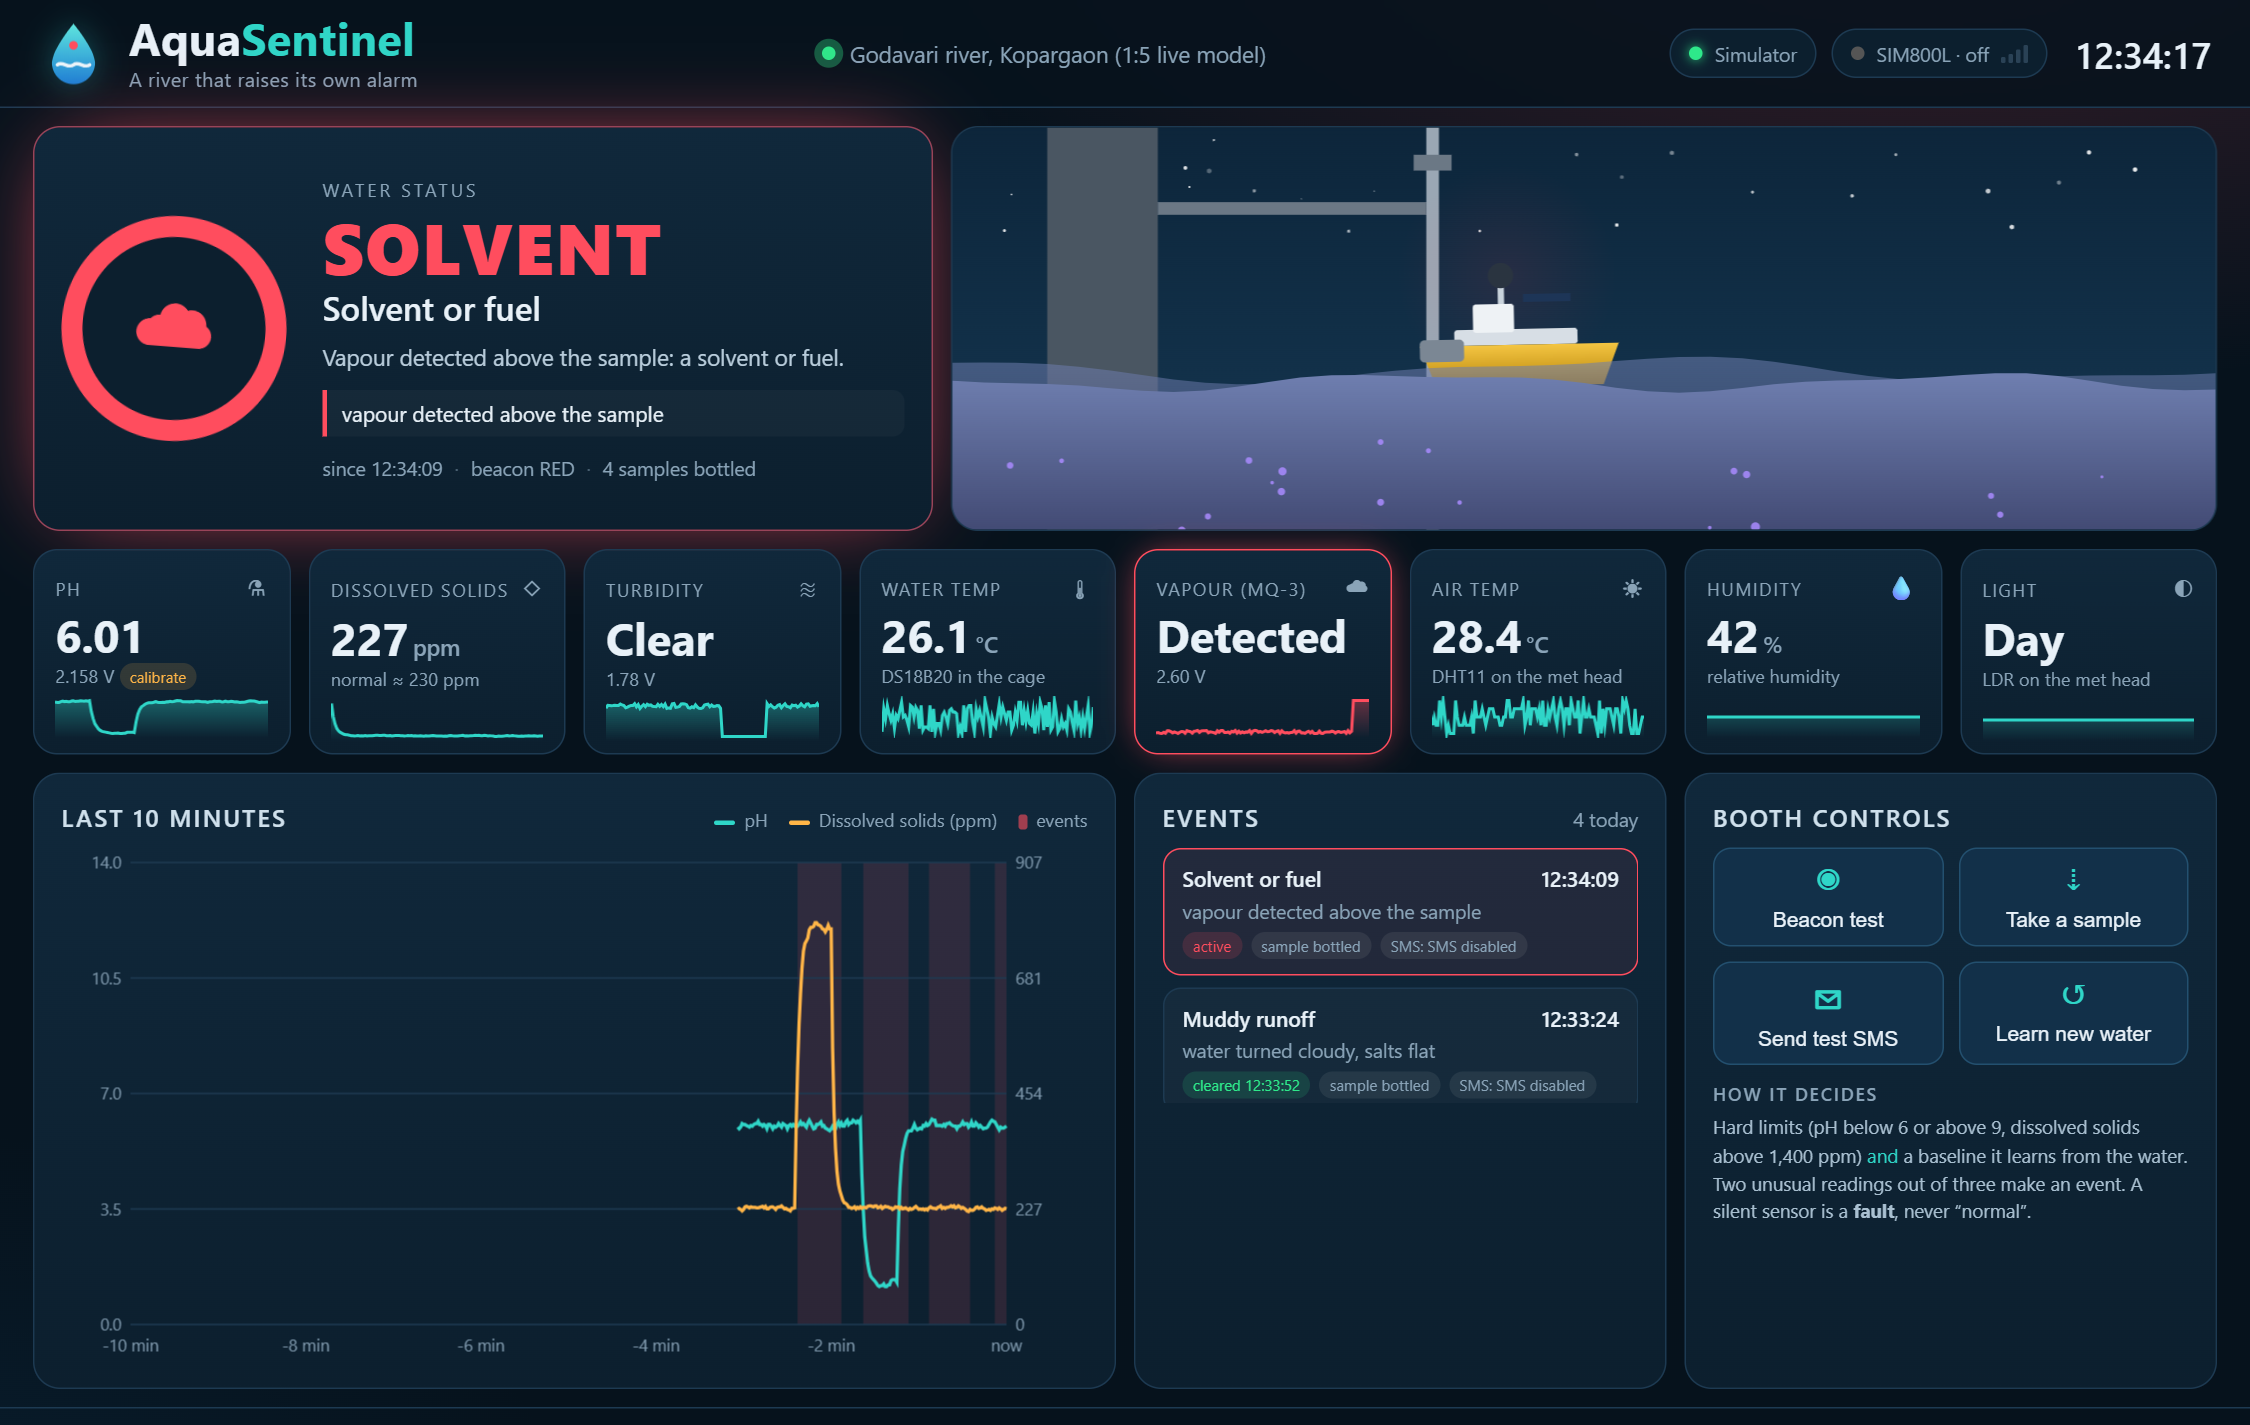 AquaSentinel
A river that raises its own alarm
Godavari river, Kopargaon (1:5 live model)
Simulator
SIM800L · off
12:34:17
WATER STATUS
SOLVENT
Solvent or fuel
Vapour detected above the sample: a solvent or fuel.
vapour detected above the sample
since 12:34:09 · beacon RED · 4 samples bottled
PH
6.01
2.158 V calibrate
DISSOLVED SOLIDS
227 ppm
normal ≈ 230 ppm
TURBIDITY
Clear
1.78 V
WATER TEMP
26.1 °C
DS18B20 in the cage
VAPOUR (MQ-3)
Detected
2.60 V
AIR TEMP
28.4 °C
DHT11 on the met head
HUMIDITY
42 %
relative humidity
LIGHT
Day
LDR on the met head
LAST 10 MINUTES
pH Dissolved solids (ppm) events
14.0 907
10.5 681
7.0 454
3.5 227
0.0 0
-10 min -8 min -6 min -4 min -2 min now
EVENTS
4 today
Solvent or fuel 12:34:09
vapour detected above the sample
active sample bottled SMS: SMS disabled
Muddy runoff 12:33:24
water turned cloudy, salts flat
cleared 12:33:52 sample bottled SMS: SMS disabled
BOOTH CONTROLS
Beacon test
Take a sample
Send test SMS
Learn new water
HOW IT DECIDES
Hard limits (pH below 6 or above 9, dissolved solids
above 1,400 ppm) and a baseline it learns from the water.
Two unusual readings out of three make an event. A
silent sensor is a fault, never “normal”.